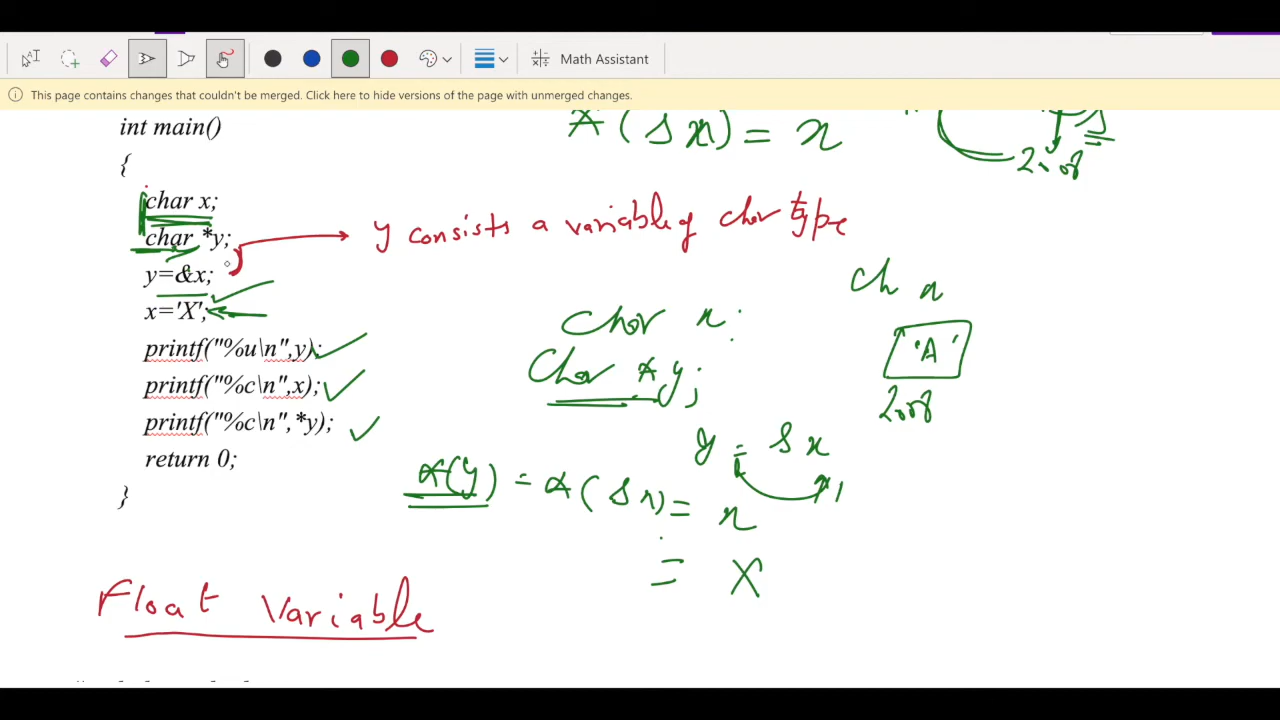 Math Assistant
This page contains changes that couldn't be merged. Click here to hide versions of the page with unmerged changes.
int main()
*(&x) = x
2008
{
char x;
char *y;
y consists a variable of char type
y=&x;
ch x
x='X';
char x;
'A'
printf("%u\n",y);
char *y;
printf("%c\n",x);
2008
printf("%c\n",*y);
y = &x
return 0;
*(y) = *(&x) = x
}
= X
Float Variable